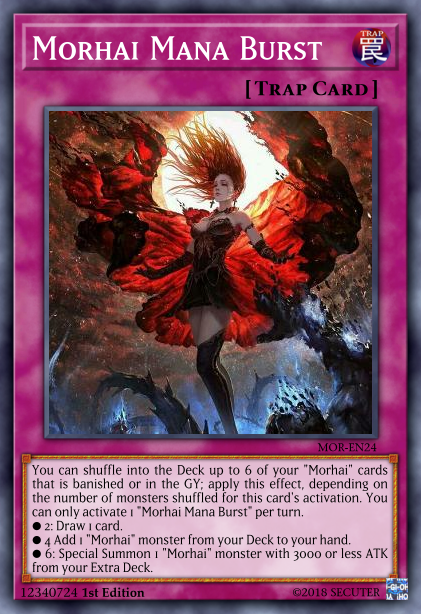 Morhai Mana Burst
TRAP
罠
[Trap Card]
MOR-EN24
You can shuffle into the Deck up to 6 of your "Morhai" cards
that is banished or in the GY; apply this effect, depending on
the number of monsters shuffled for this card's activation. You
can only activate 1 "Morhai Mana Burst" per turn.
● 2: Draw 1 card.
● 4 Add 1 "Morhai" monster from your Deck to your hand.
● 6: Special Summon 1 "Morhai" monster with 3000 or less ATK
from your Extra Deck.
12340724 1st Edition
©2018 SECUTER